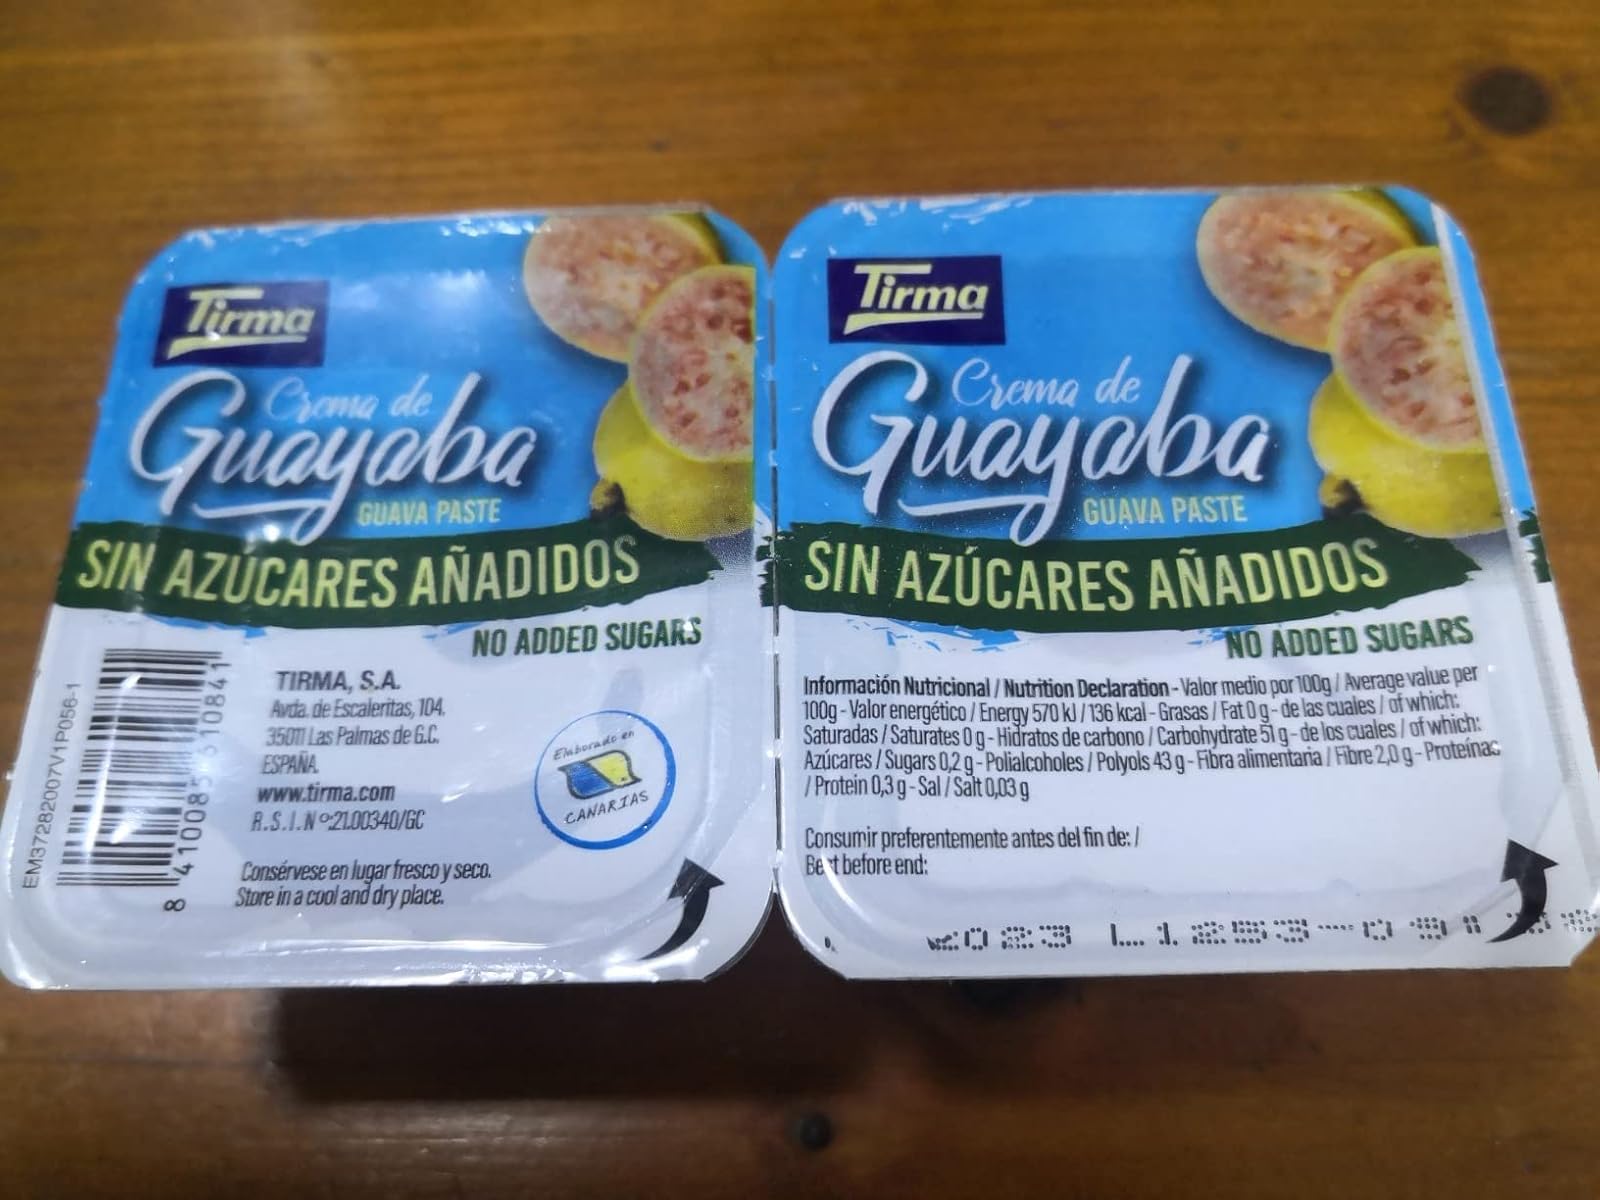 Tirma
Crema de
Guayaba
GUAVA PASTE
SIN AZÚCARES AÑADIDOS
NO ADDED SUGARS
EM37282007V1P056-1
TIRMA, S.A.
Avda. de Escaleritas, 104.
35011 Las Palmas de G.C.
ESPAÑA
www.tirma.com
R.S.I.Nº:21.00340/GC
Elaborado en
CANARIAS
Consérvese en lugar fresco y seco.
Store in a cool and dry place.
Tirma
Crema de
Guayaba
GUAVA PASTE
SIN AZÚCARES AÑADIDOS
NO ADDED SUGARS
Información Nutricional / Nutrition Declaration - Valor medio por 100g / Average value per
100g - Valor energético / Energy 570 kJ / 136 kcal - Grasas / Fat 0 g - de las cuales / of which:
Saturadas / Saturates 0 g - Hidratos de carbono / Carbohydrate 51 g - de los cuales / of which:
Azúcares / Sugars 0,2 g - Polialcoholes / Polyols 43 g - Fibra alimentaria / Fibre 2,0 g - Proteínas
/ Protein 0,3 g - Sal / Salt 0,03 g
Consumir preferentemente antes del fin de: /
Best before end:
2023